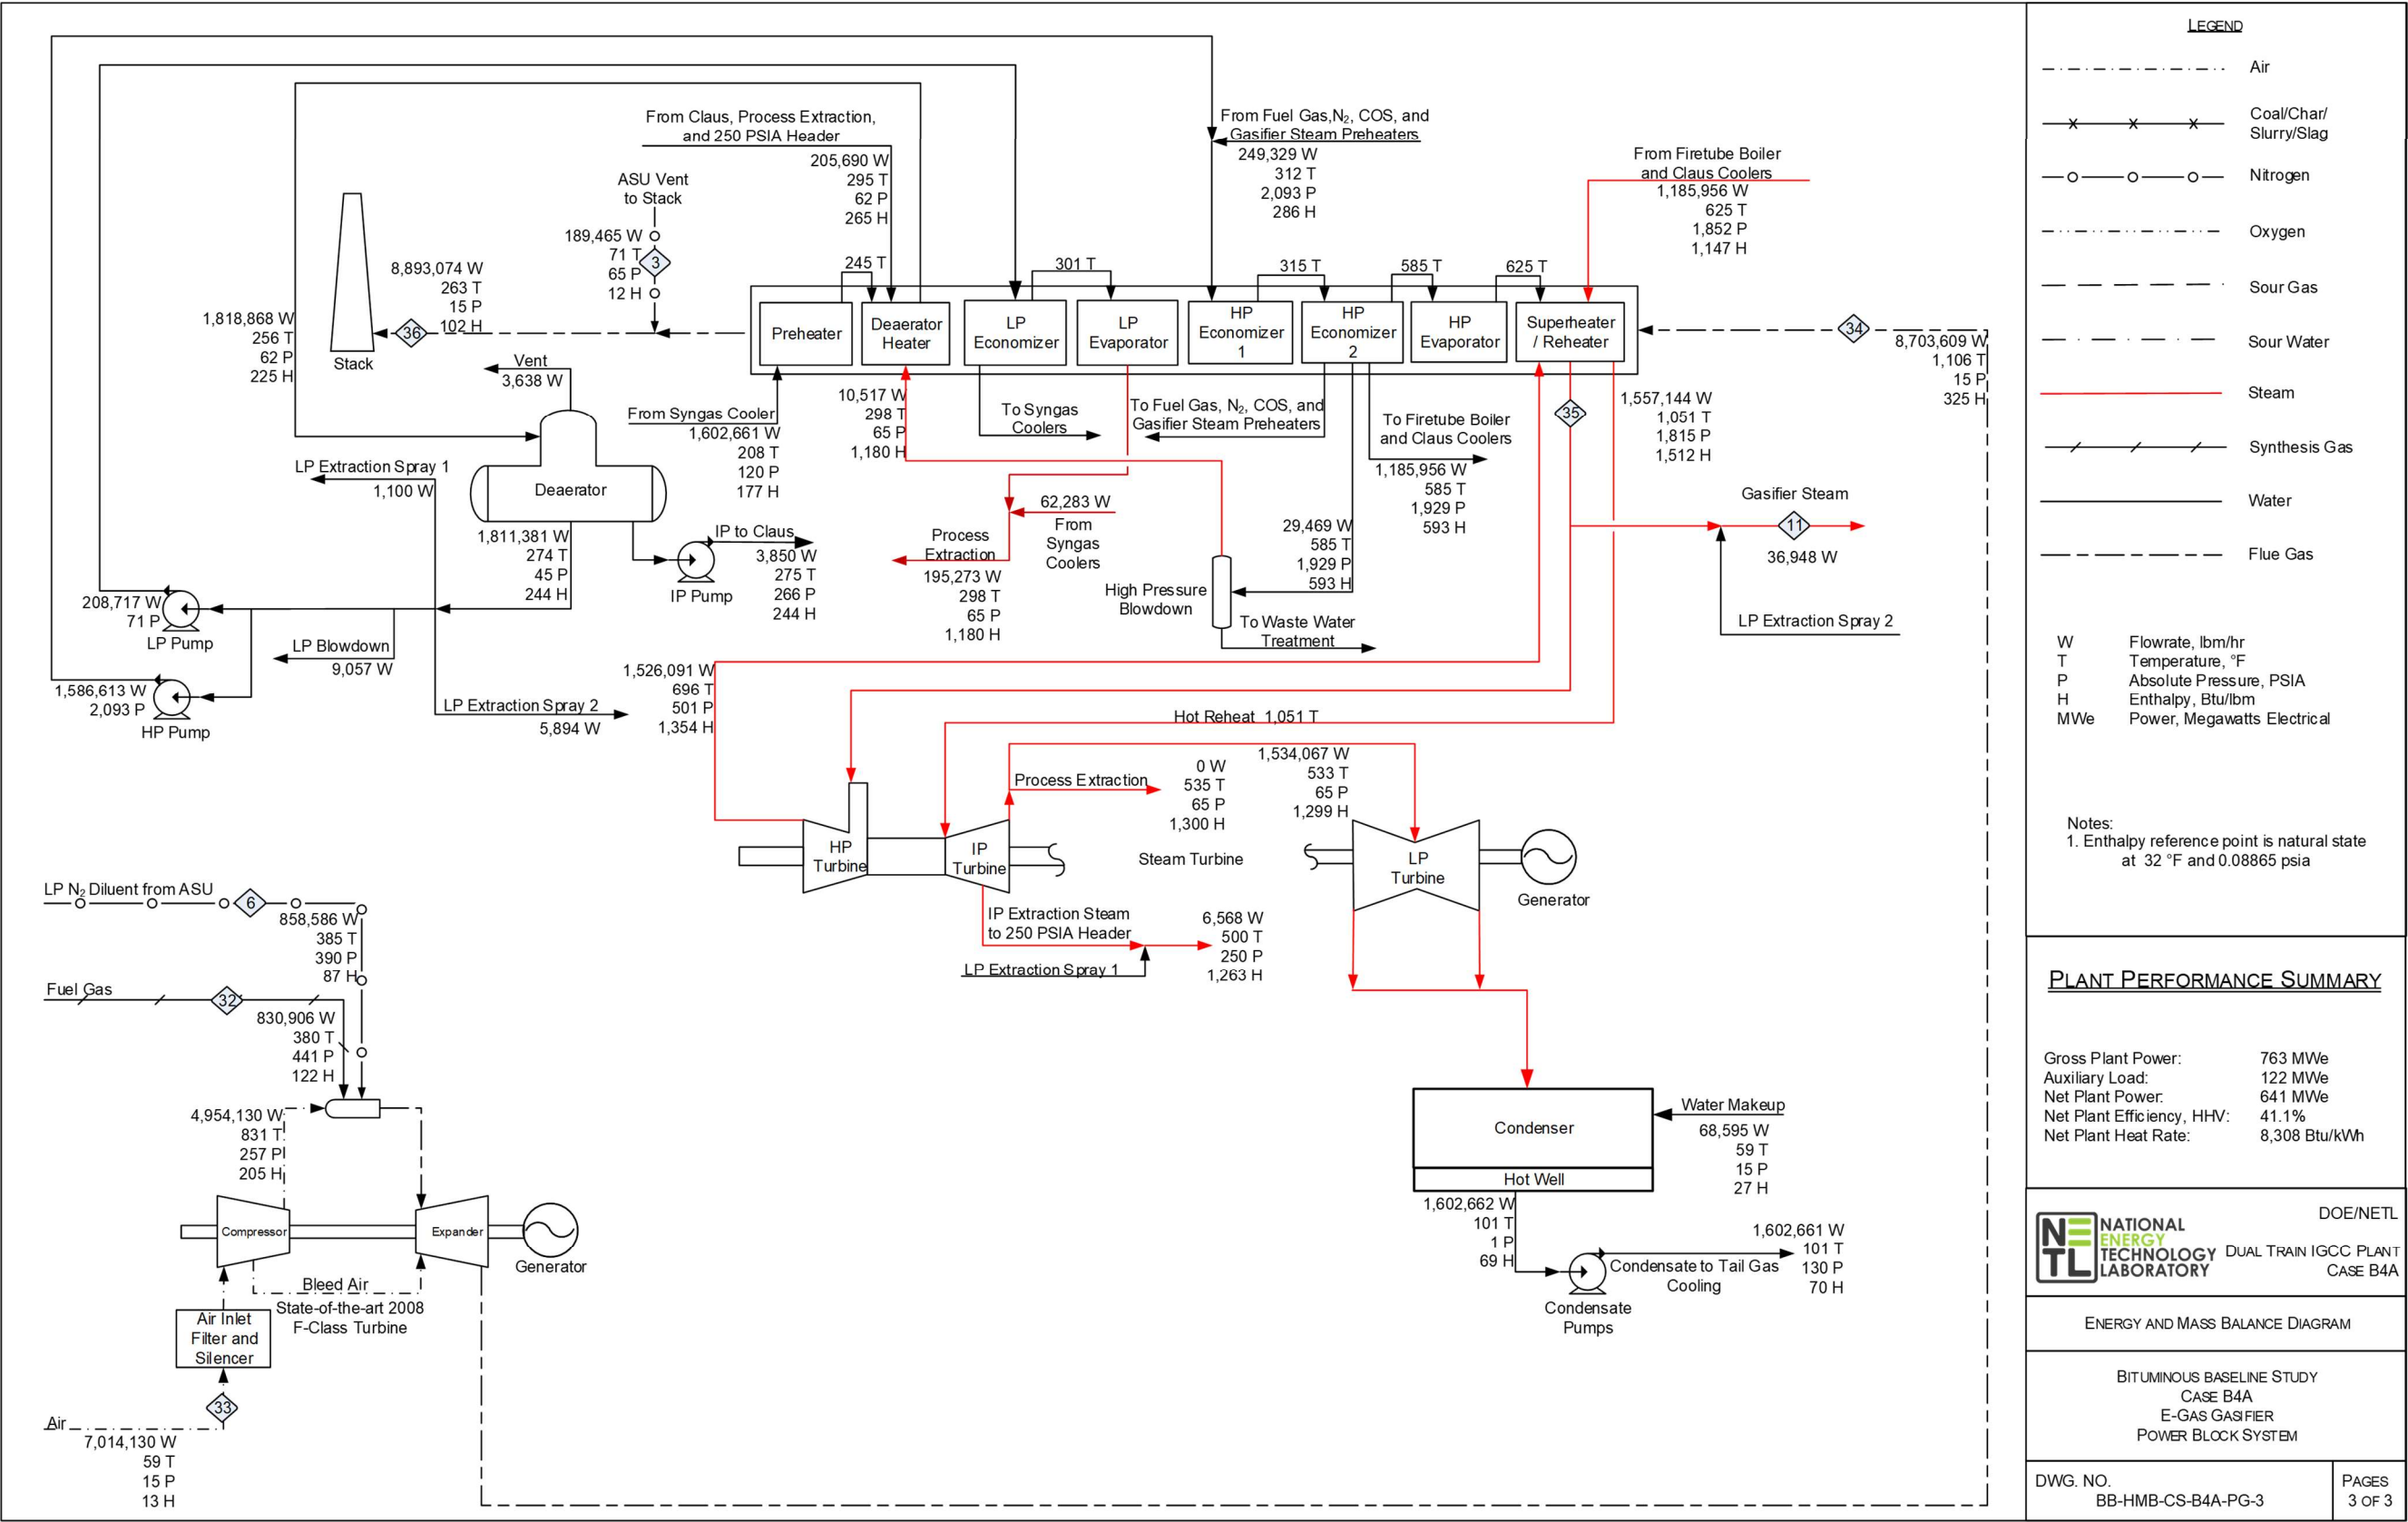 From Claus, Process Extraction,
and 250 PSIA Header
205,690 W
295 T
62 P
265 H
ASU Vent
to Stack
189,465 W
71 T
65 P
12 H
3
8,893,074 W
263 T
15 P
102 H
36
Stack
1,818,868 W
256 T
62 P
225 H
Vent
3,638 W
Deaerator
245 T
301 T
315 T
585 T
625 T
Preheater
Deaerator
Heater
LP
Economizer
LP
Evaporator
HP
Economizer
1
HP
Economizer
2
HP
Evaporator
Superheater
/ Reheater
From Fuel Gas,N₂, COS, and
Gasifier Steam Preheaters
249,329 W
312 T
2,093 P
286 H
From Firetube Boiler
and Claus Coolers
1,185,956 W
625 T
1,852 P
1,147 H
34
8,703,609 W
1,106 T
15 P
325 H
From Syngas Cooler
1,602,661 W
208 T
120 P
177 H
10,517 W
298 T
65 P
1,180 H
To Syngas
Coolers
To Fuel Gas, N₂, COS, and
Gasifier Steam Preheaters
To Firetube Boiler
and Claus Coolers
1,185,956 W
585 T
1,929 P
593 H
35
1,557,144 W
1,051 T
1,815 P
1,512 H
Gasifier Steam
11
36,948 W
LP Extraction Spray 2
LP Extraction Spray 1
1,100 W
1,811,381 W
274 T
45 P
244 H
IP to Claus
3,850 W
275 T
266 P
244 H
IP Pump
62,283 W
From
Syngas
Coolers
Process
Extraction
195,273 W
298 T
65 P
1,180 H
29,469 W
585 T
1,929 P
593 H
High Pressure
Blowdown
To Waste Water
Treatment
208,717 W
71 P
LP Pump
LP Blowdown
9,057 W
1,586,613 W
2,093 P
HP Pump
LP Extraction Spray 2
5,894 W
1,526,091 W
696 T
501 P
1,354 H
Hot Reheat 1,051 T
Process Extraction
0 W
535 T
65 P
1,300 H
1,534,067 W
533 T
65 P
1,299 H
HP
Turbine
IP
Turbine
Steam Turbine
LP
Turbine
Generator
IP Extraction Steam
to 250 PSIA Header
6,568 W
500 T
250 P
1,263 H
LP Extraction Spray 1
LP N₂ Diluent from ASU
6
858,586 W
385 T
390 P
87 H
Fuel Gas
32
830,906 W
380 T
441 P
122 H
4,954,130 W
831 T
257 P
205 H
Compressor
Expander
Generator
Bleed Air
State-of-the-art 2008
F-Class Turbine
Air Inlet
Filter and
Silencer
33
Air
7,014,130 W
59 T
15 P
13 H
Condenser
Hot Well
Water Makeup
68,595 W
59 T
15 P
27 H
1,602,662 W
101 T
1 P
69 H
1,602,661 W
101 T
130 P
70 H
Condensate to Tail Gas
Cooling
Condensate
Pumps
LEGEND
Air
Coal/Char/
Slurry/Slag
Nitrogen
Oxygen
Sour Gas
Sour Water
Steam
Synthesis Gas
Water
Flue Gas
W Flowrate, lbm/hr
T Temperature, °F
P Absolute Pressure, PSIA
H Enthalpy, Btu/lbm
MWe Power, Megawatts Electrical
Notes:
1. Enthalpy reference point is natural state
at 32 °F and 0.08865 psia
PLANT PERFORMANCE SUMMARY
Gross Plant Power: 763 MWe
Auxiliary Load: 122 MWe
Net Plant Power: 641 MWe
Net Plant Efficiency, HHV: 41.1%
Net Plant Heat Rate: 8,308 Btu/kWh
NETL
NATIONAL
ENERGY
TECHNOLOGY
LABORATORY
DOE/NETL
DUAL TRAIN IGCC PLANT
CASE B4A
ENERGY AND MASS BALANCE DIAGRAM
BITUMINOUS BASELINE STUDY
CASE B4A
E-GAS GASIFIER
POWER BLOCK SYSTEM
DWG. NO.
BB-HMB-CS-B4A-PG-3
PAGES
3 OF 3